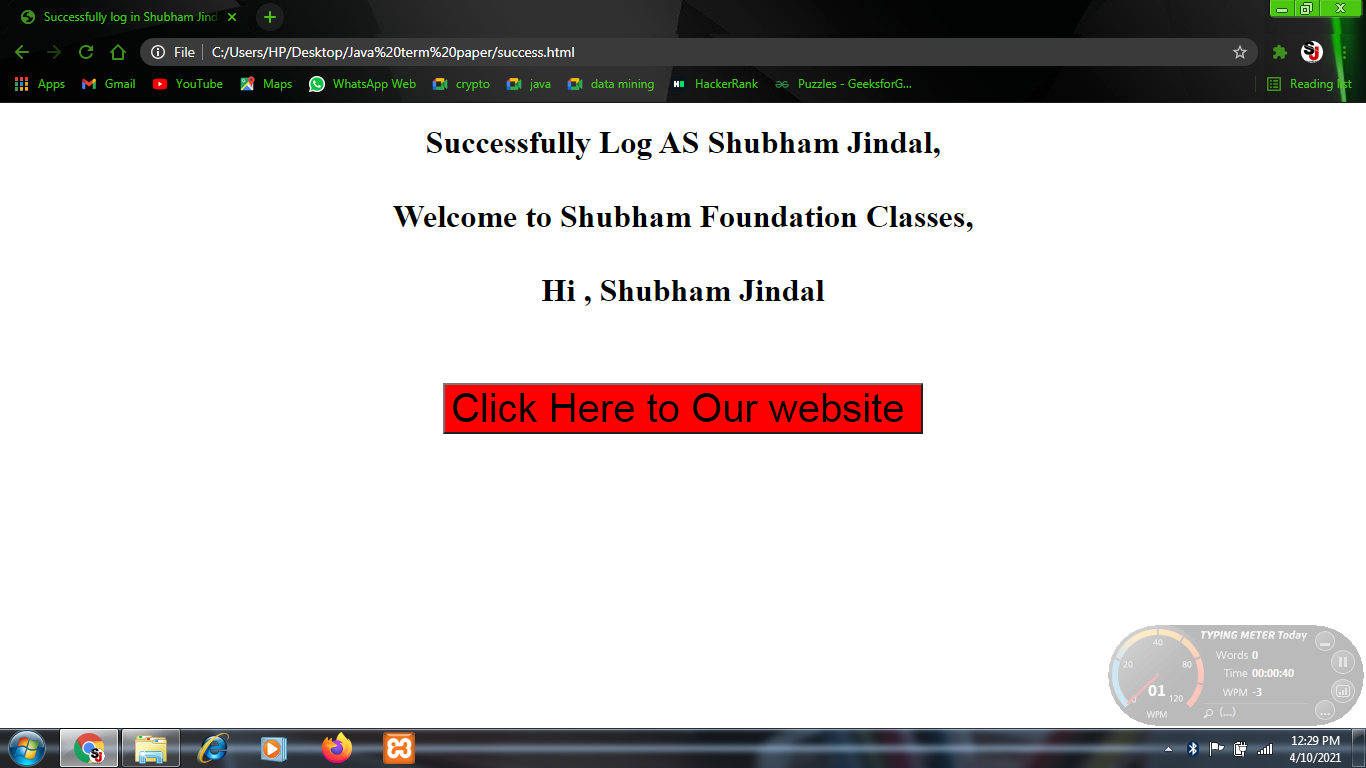 Successfully log in Shubham Jind
File C:/Users/HP/Desktop/Java%20term%20paper/success.html
Apps Gmail YouTube Maps WhatsApp Web crypto java data mining HackerRank Puzzles - GeeksforG... Reading list
Successfully Log AS Shubham Jindal,
Welcome to Shubham Foundation Classes,
Hi , Shubham Jindal
Click Here to Our website
TYPING METER Today
Words 0
Time 00:00:40
WPM -3
(...)
0 20 40 80 120
01
WPM
12:29 PM
4/10/2021